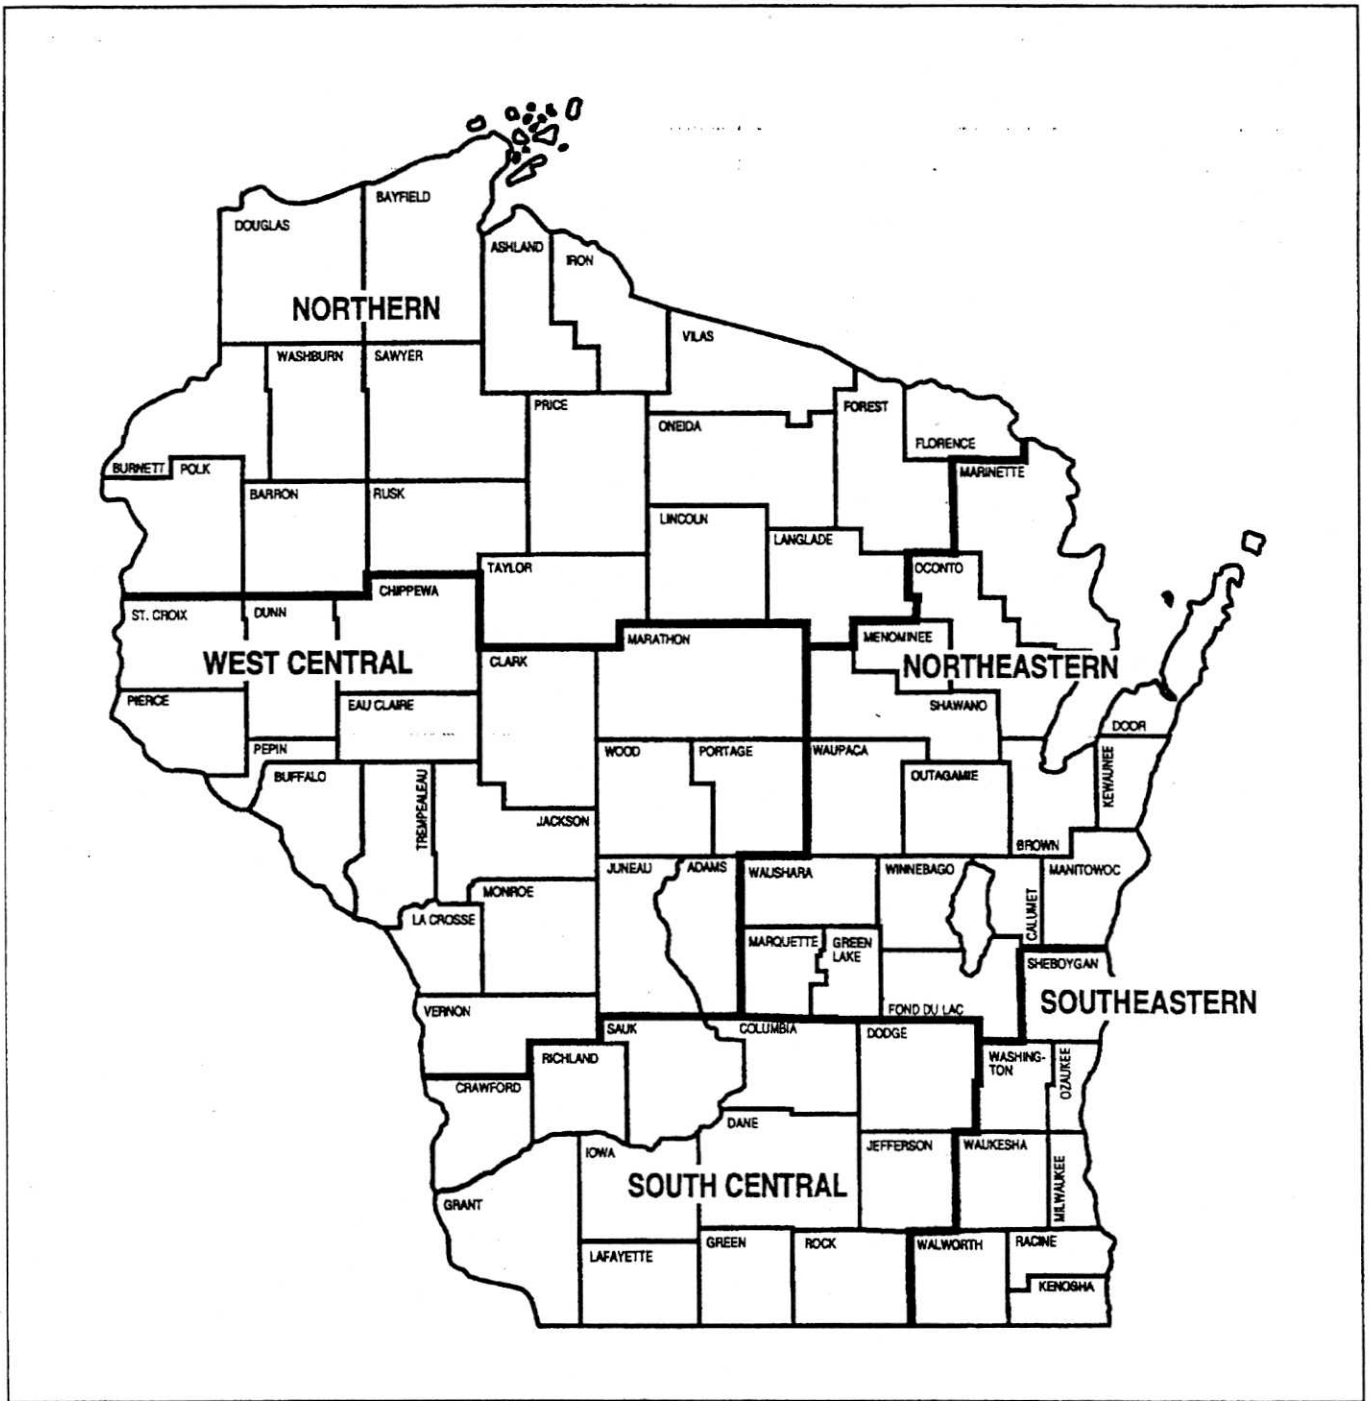 BAYFIELD
DOUGLAS
ASHLAND
IRON
NORTHERN
VILAS
WASHBURN
SAWYER
PRICE
FOREST
ONEIDA
FLORENCE
BURNETT
POLK
MARINETTE
BARRON
RUSK
LINCOLN
LANGLADE
TAYLOR
OCONTO
CHIPPEWA
ST. CROIX
DUNN
MARATHON
MENOMINEE
WEST CENTRAL
CLARK
NORTHEASTERN
PIERCE
EAU CLAIRE
SHAWANO
DOOR
PEPIN
WOOD
PORTAGE
WAUPACA
BUFFALO
OUTAGAMIE
KEWAUNEE
TREMPEALEAU
JACKSON
BROWN
JUNEAU
ADAMS
WAUSHARA
WINNEBAGO
MANITOWOC
MONROE
CALUMET
LA CROSSE
MARQUETTE
GREEN
LAKE
SHEBOYGAN
SOUTHEASTERN
VERNON
FOND DU LAC
SAUK
COLUMBIA
DODGE
RICHLAND
WASHING-
TON
OZAUKEE
CRAWFORD
DANE
IOWA
JEFFERSON
WAUKESHA
SOUTH CENTRAL
MILWAUKEE
GRANT
GREEN
ROCK
WALWORTH
RACINE
LAFAYETTE
KENOSHA